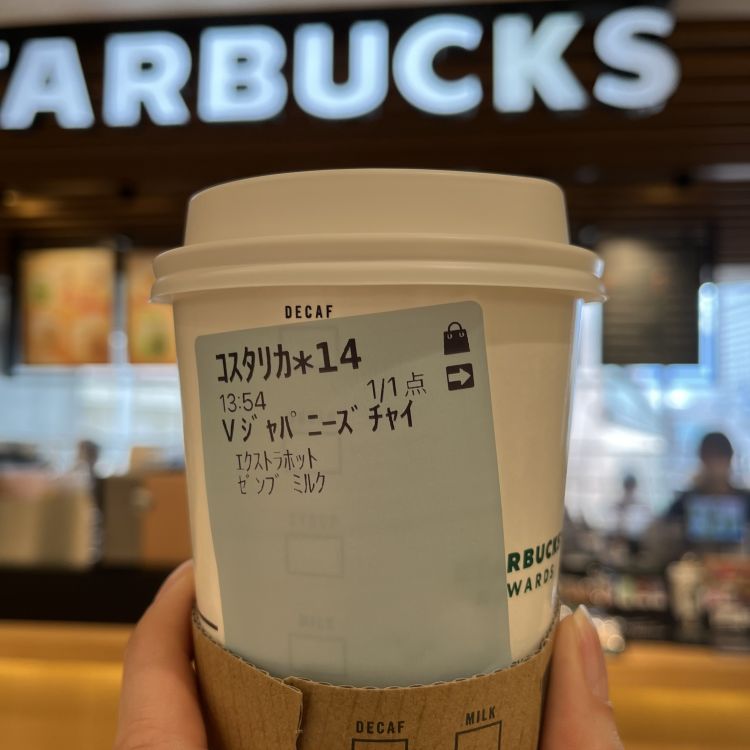 TARBUCKS
DECAF
コスタリカ*14
13:54
1/1 点
V ジャパニーズ チャイ
エクストラホット
ゼンブ ミルク
RBUCKS
WARDS
DECAF
MILK